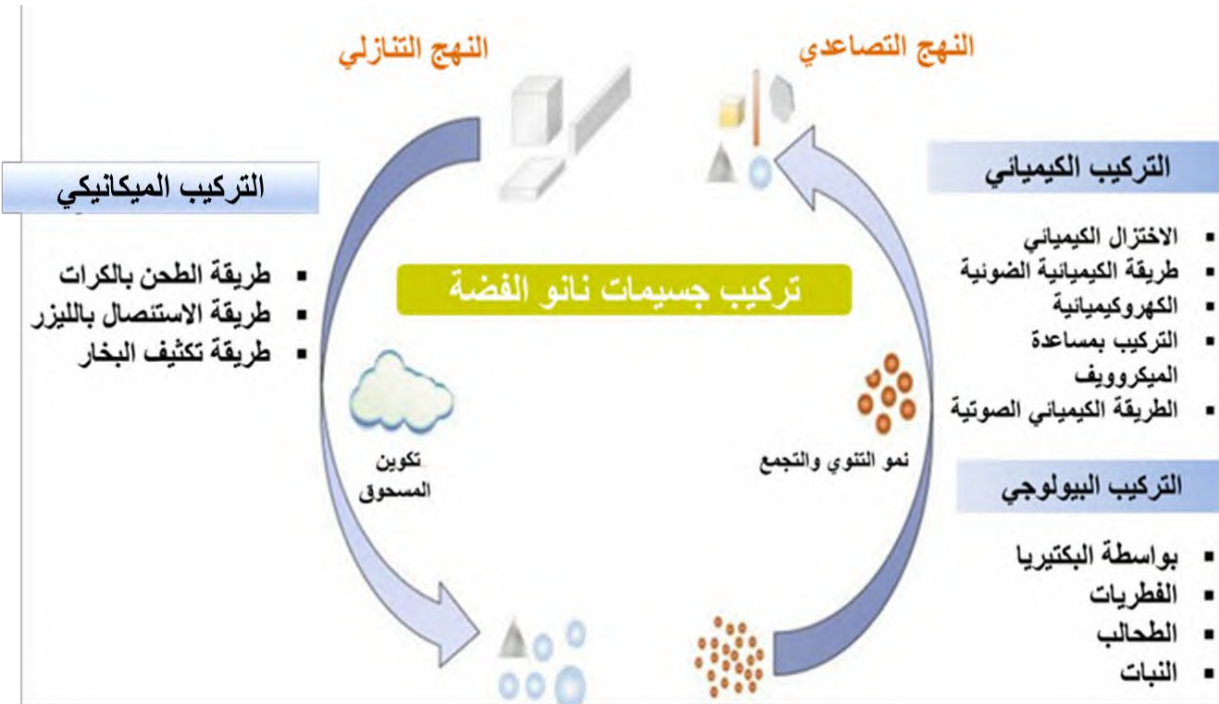 النهج التصاعدي
النهج التنازلي
التركيب الكيميائي
الاختزال الكيميائي
طريقة الكيميائية الضوئية
الكهروكيميائية
التركيب بمساعدة
الميكروويف
الطريقة الكيميائي الصوتية
التركيب البيولوجي
بواسطة البكتيريا
الفطريات
الطحالب
النبات
تركيب جسيمات نانو الفضة
نمو التنوي والتجمع
تكوين
المسحوق
التركيب الميكانيكي
طريقة الطحن بالكرات
طريقة الاستئصال بالليزر
طريقة تكثيف البخار